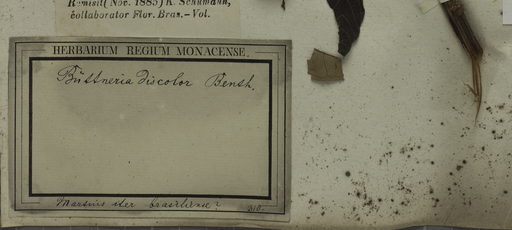 Remisit (Nov. 1885) K. Schumann,
collaborator Flor. Bras.-Vol.
HERBARIUM REGIUM MONACENSE.
Büttneria discolor Benth.
Martius iter brasiliense?